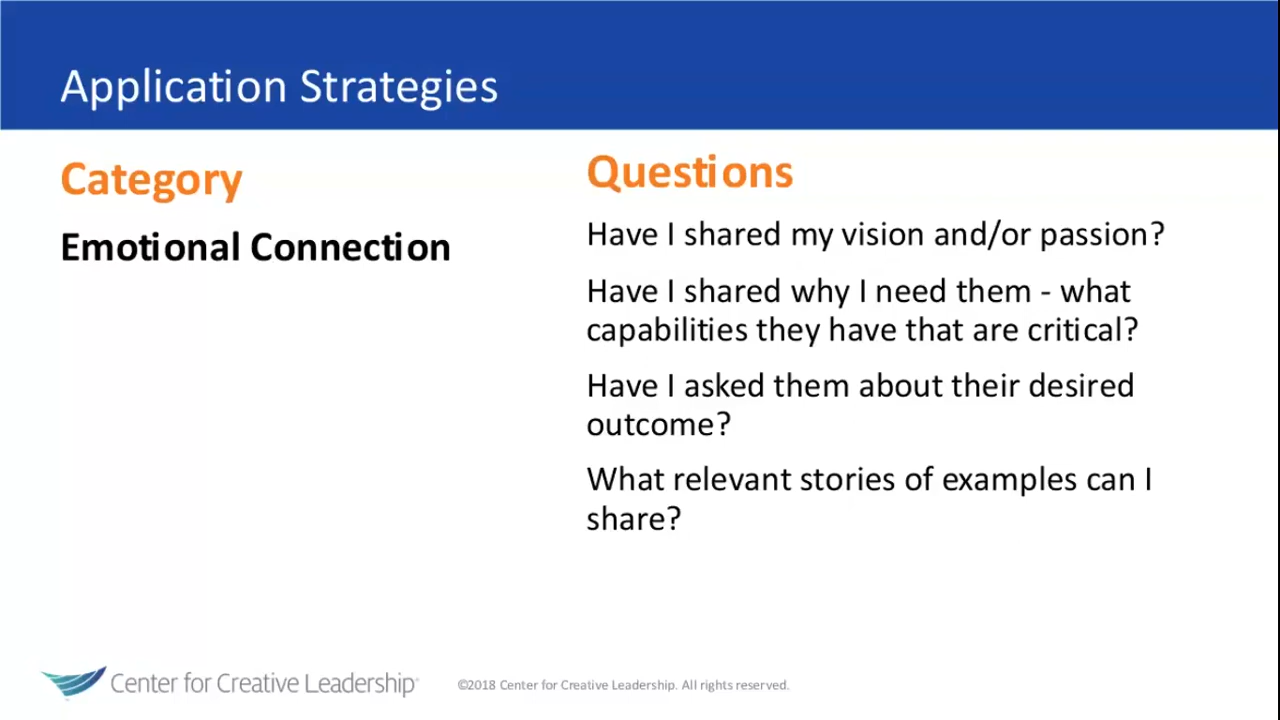 Application Strategies
Category
Emotional Connection
Questions
Have I shared my vision and/or passion?
Have I shared why I need them - what
capabilities they have that are critical?
Have I asked them about their desired
outcome?
What relevant stories of examples can I
share?
Center for Creative Leadership®
©2018 Center for Creative Leadership. All rights reserved.